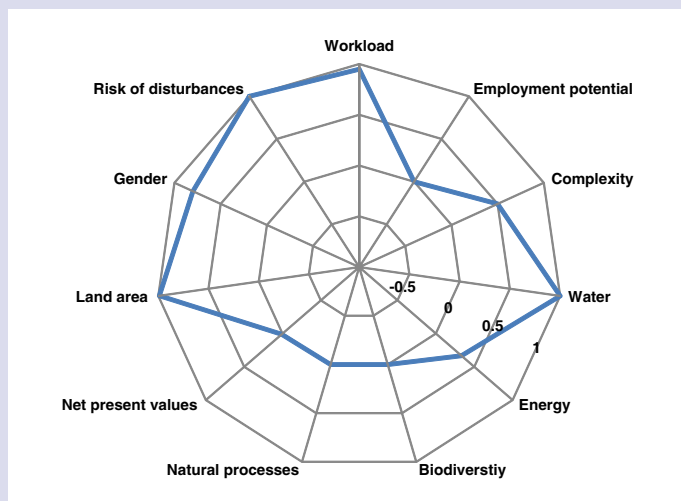 Workload
Risk of disturbances
Employment potential
Gender
Complexity
-0.5
Land area
Water
0
0.5
1
Net present values
Energy
Natural processes
Biodiverstiy